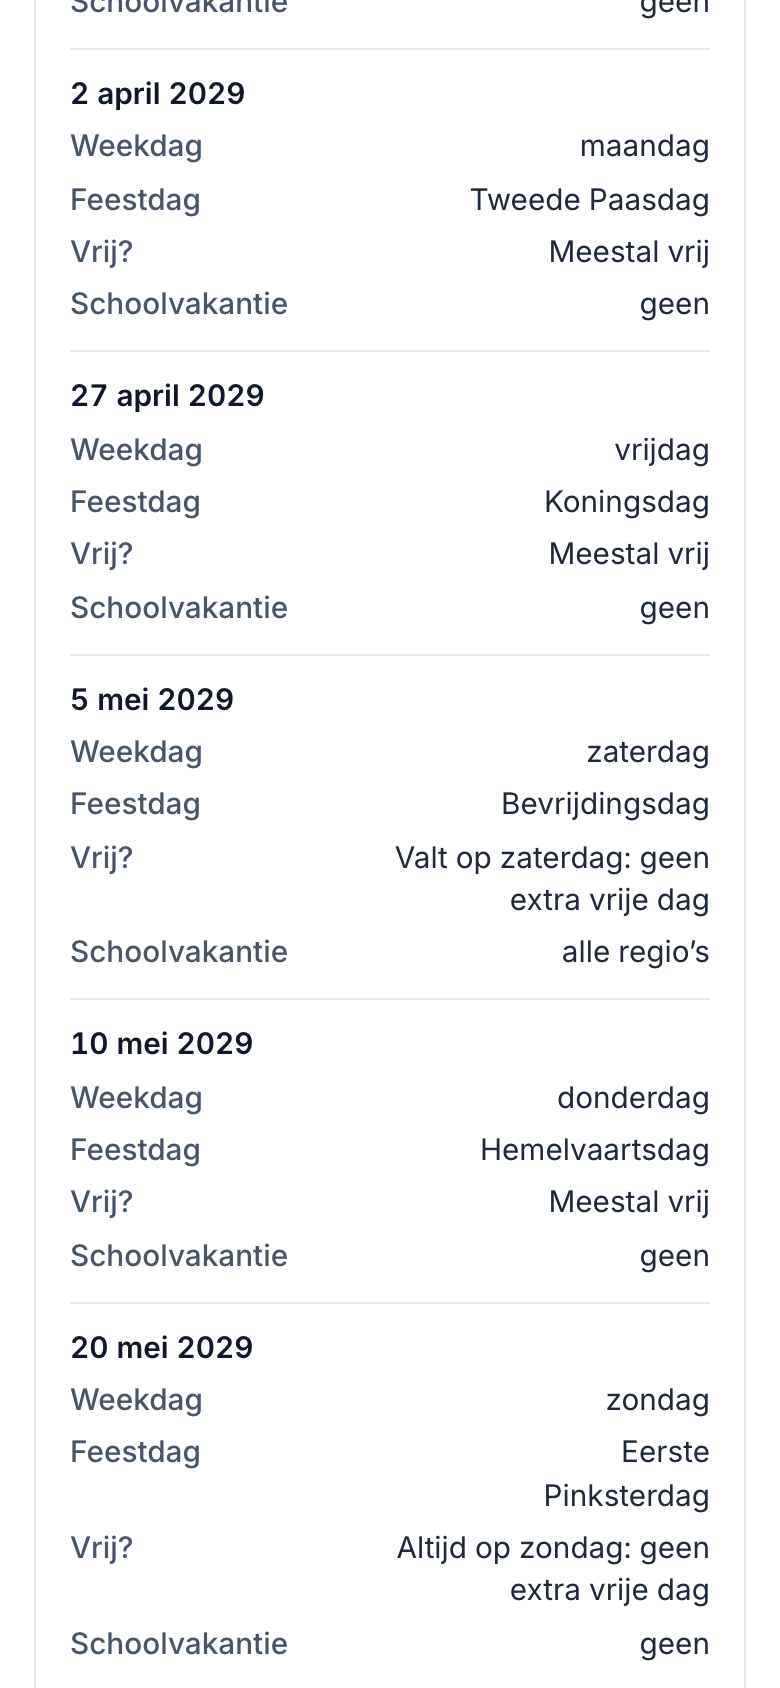 Schoolvakantie geen
2 april 2029
Weekdag maandag
Feestdag Tweede Paasdag
Vrij? Meestal vrij
Schoolvakantie geen
27 april 2029
Weekdag vrijdag
Feestdag Koningsdag
Vrij? Meestal vrij
Schoolvakantie geen
5 mei 2029
Weekdag zaterdag
Feestdag Bevrijdingsdag
Vrij? Valt op zaterdag: geen
extra vrije dag
Schoolvakantie alle regio’s
10 mei 2029
Weekdag donderdag
Feestdag Hemelvaartsdag
Vrij? Meestal vrij
Schoolvakantie geen
20 mei 2029
Weekdag zondag
Feestdag Eerste
Pinksterdag
Vrij? Altijd op zondag: geen
extra vrije dag
Schoolvakantie geen